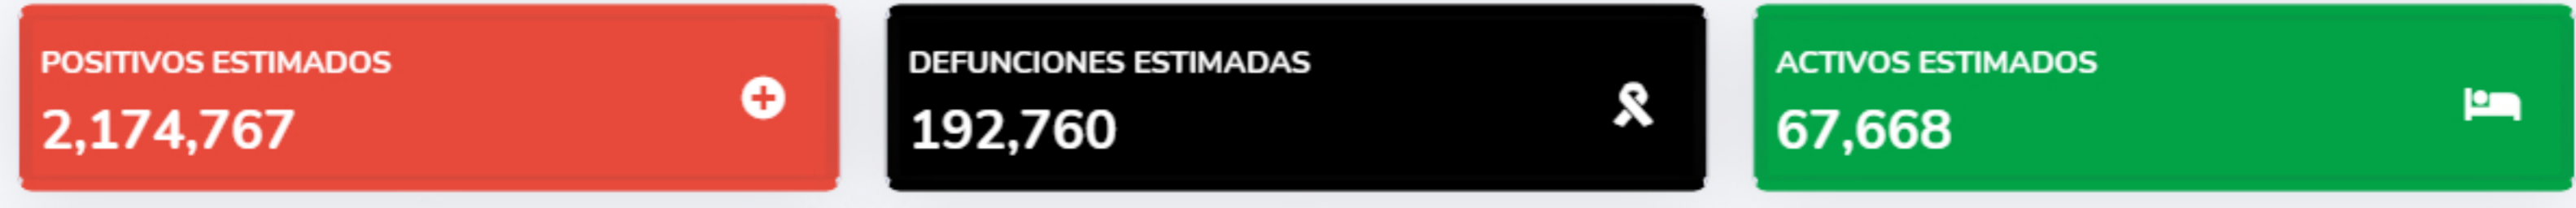 POSITIVOS ESTIMADOS
2,174,767
DEFUNCIONES ESTIMADAS
192,760
ACTIVOS ESTIMADOS
67,668